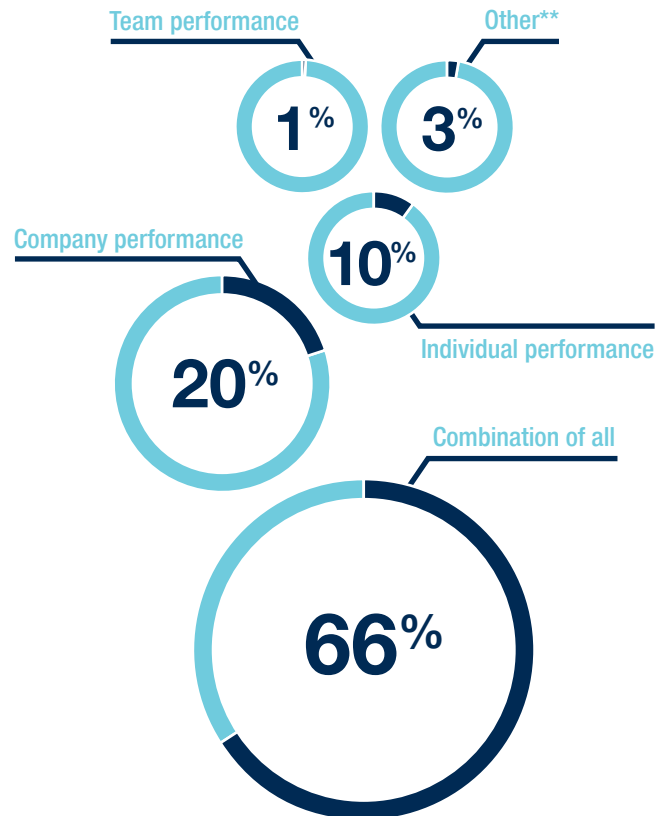 Team performance
Other**
1%
3%
10%
Company performance
Individual performance
20%
Combination of all
66%